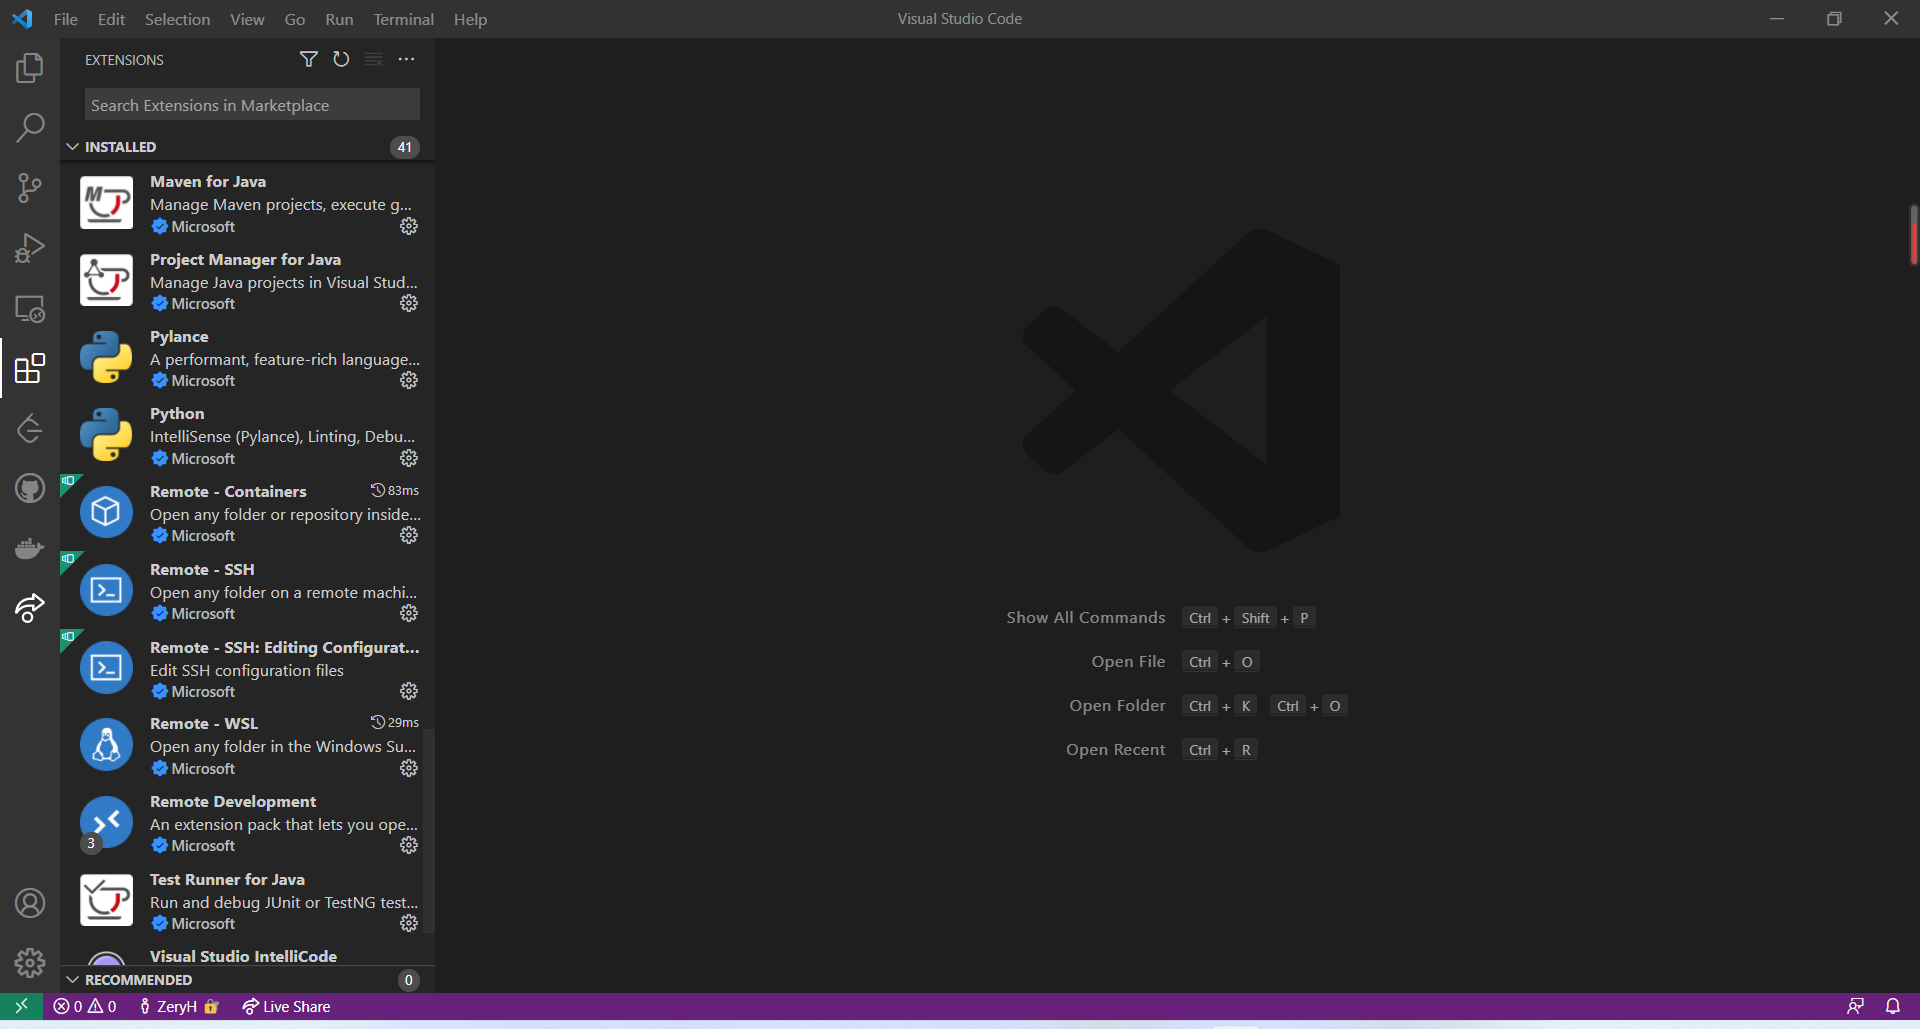 File Edit Selection View Go Run Terminal Help
Visual Studio Code
EXTENSIONS
Search Extensions in Marketplace
INSTALLED 41
Maven for Java
Manage Maven projects, execute g...
Microsoft
Project Manager for Java
Manage Java projects in Visual Stud...
Microsoft
Pylance
A performant, feature-rich language...
Microsoft
Python
IntelliSense (Pylance), Linting, Debu...
Microsoft
Remote - Containers 83ms
Open any folder or repository inside...
Microsoft
Remote - SSH
Open any folder on a remote machi...
Microsoft
Remote - SSH: Editing Configurat...
Edit SSH configuration files
Microsoft
Remote - WSL 29ms
Open any folder in the Windows Su...
Microsoft
Remote Development
An extension pack that lets you ope...
3
Microsoft
Test Runner for Java
Run and debug JUnit or TestNG test...
Microsoft
Visual Studio IntelliCode
RECOMMENDED 0
Show All Commands Ctrl + Shift + P
Open File Ctrl + O
Open Folder Ctrl + K Ctrl + O
Open Recent Ctrl + R
0 0 ZeryH Live Share